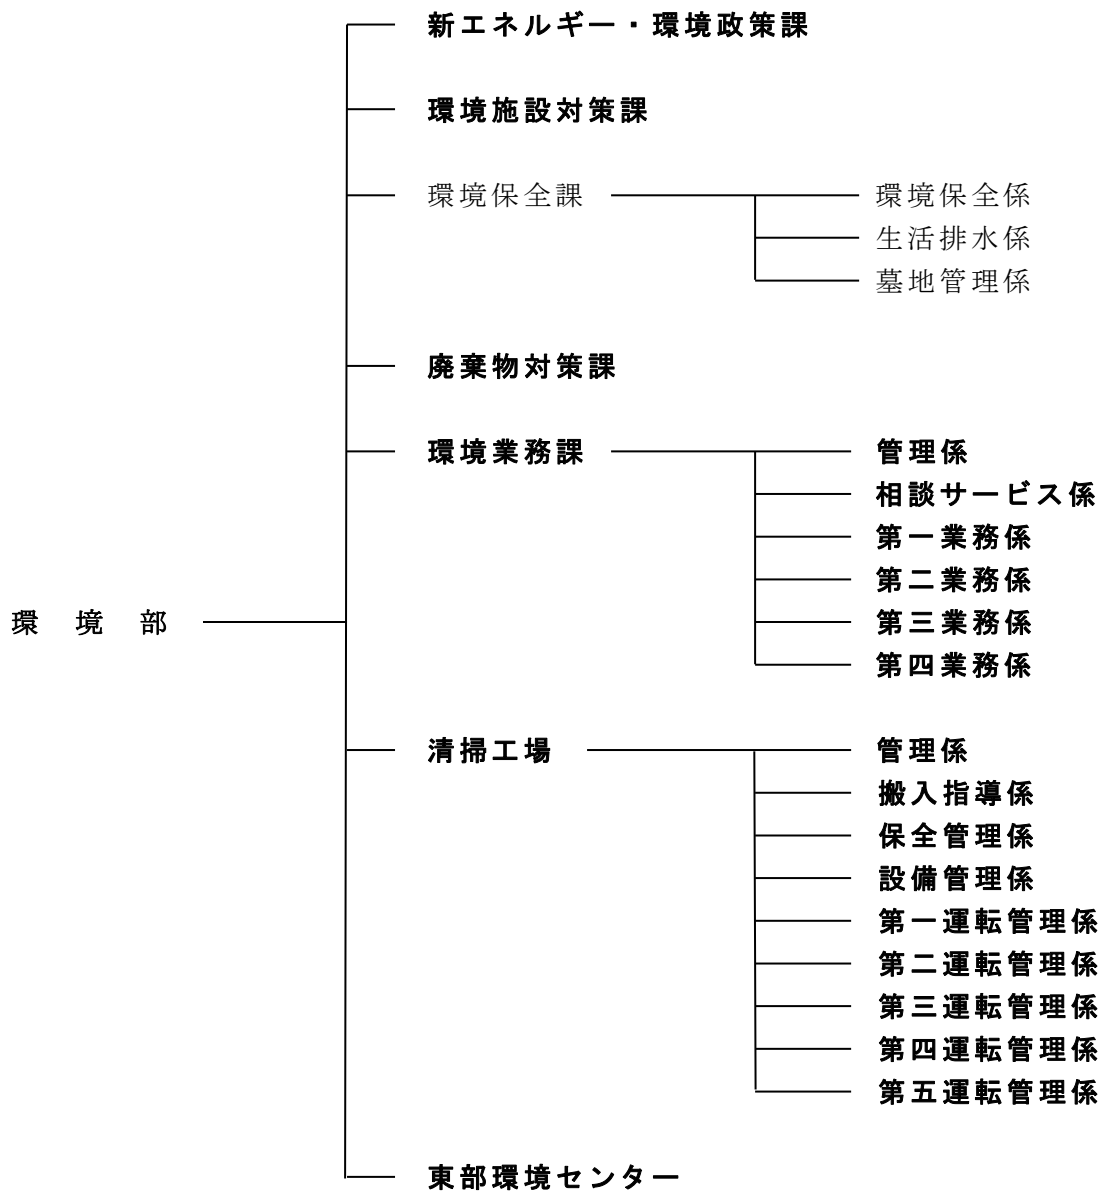 新エネルギー・環境政策課
環境施設対策課
環境保全課 環境保全係
生活排水係
墓地管理係
廃棄物対策課
環境業務課 管理係
相談サービス係
第一業務係
第二業務係
環　境　部 第三業務係
第四業務係
清掃工場 管理係
搬入指導係
保全管理係
設備管理係
第一運転管理係
第二運転管理係
第三運転管理係
第四運転管理係
第五運転管理係
東部環境センター